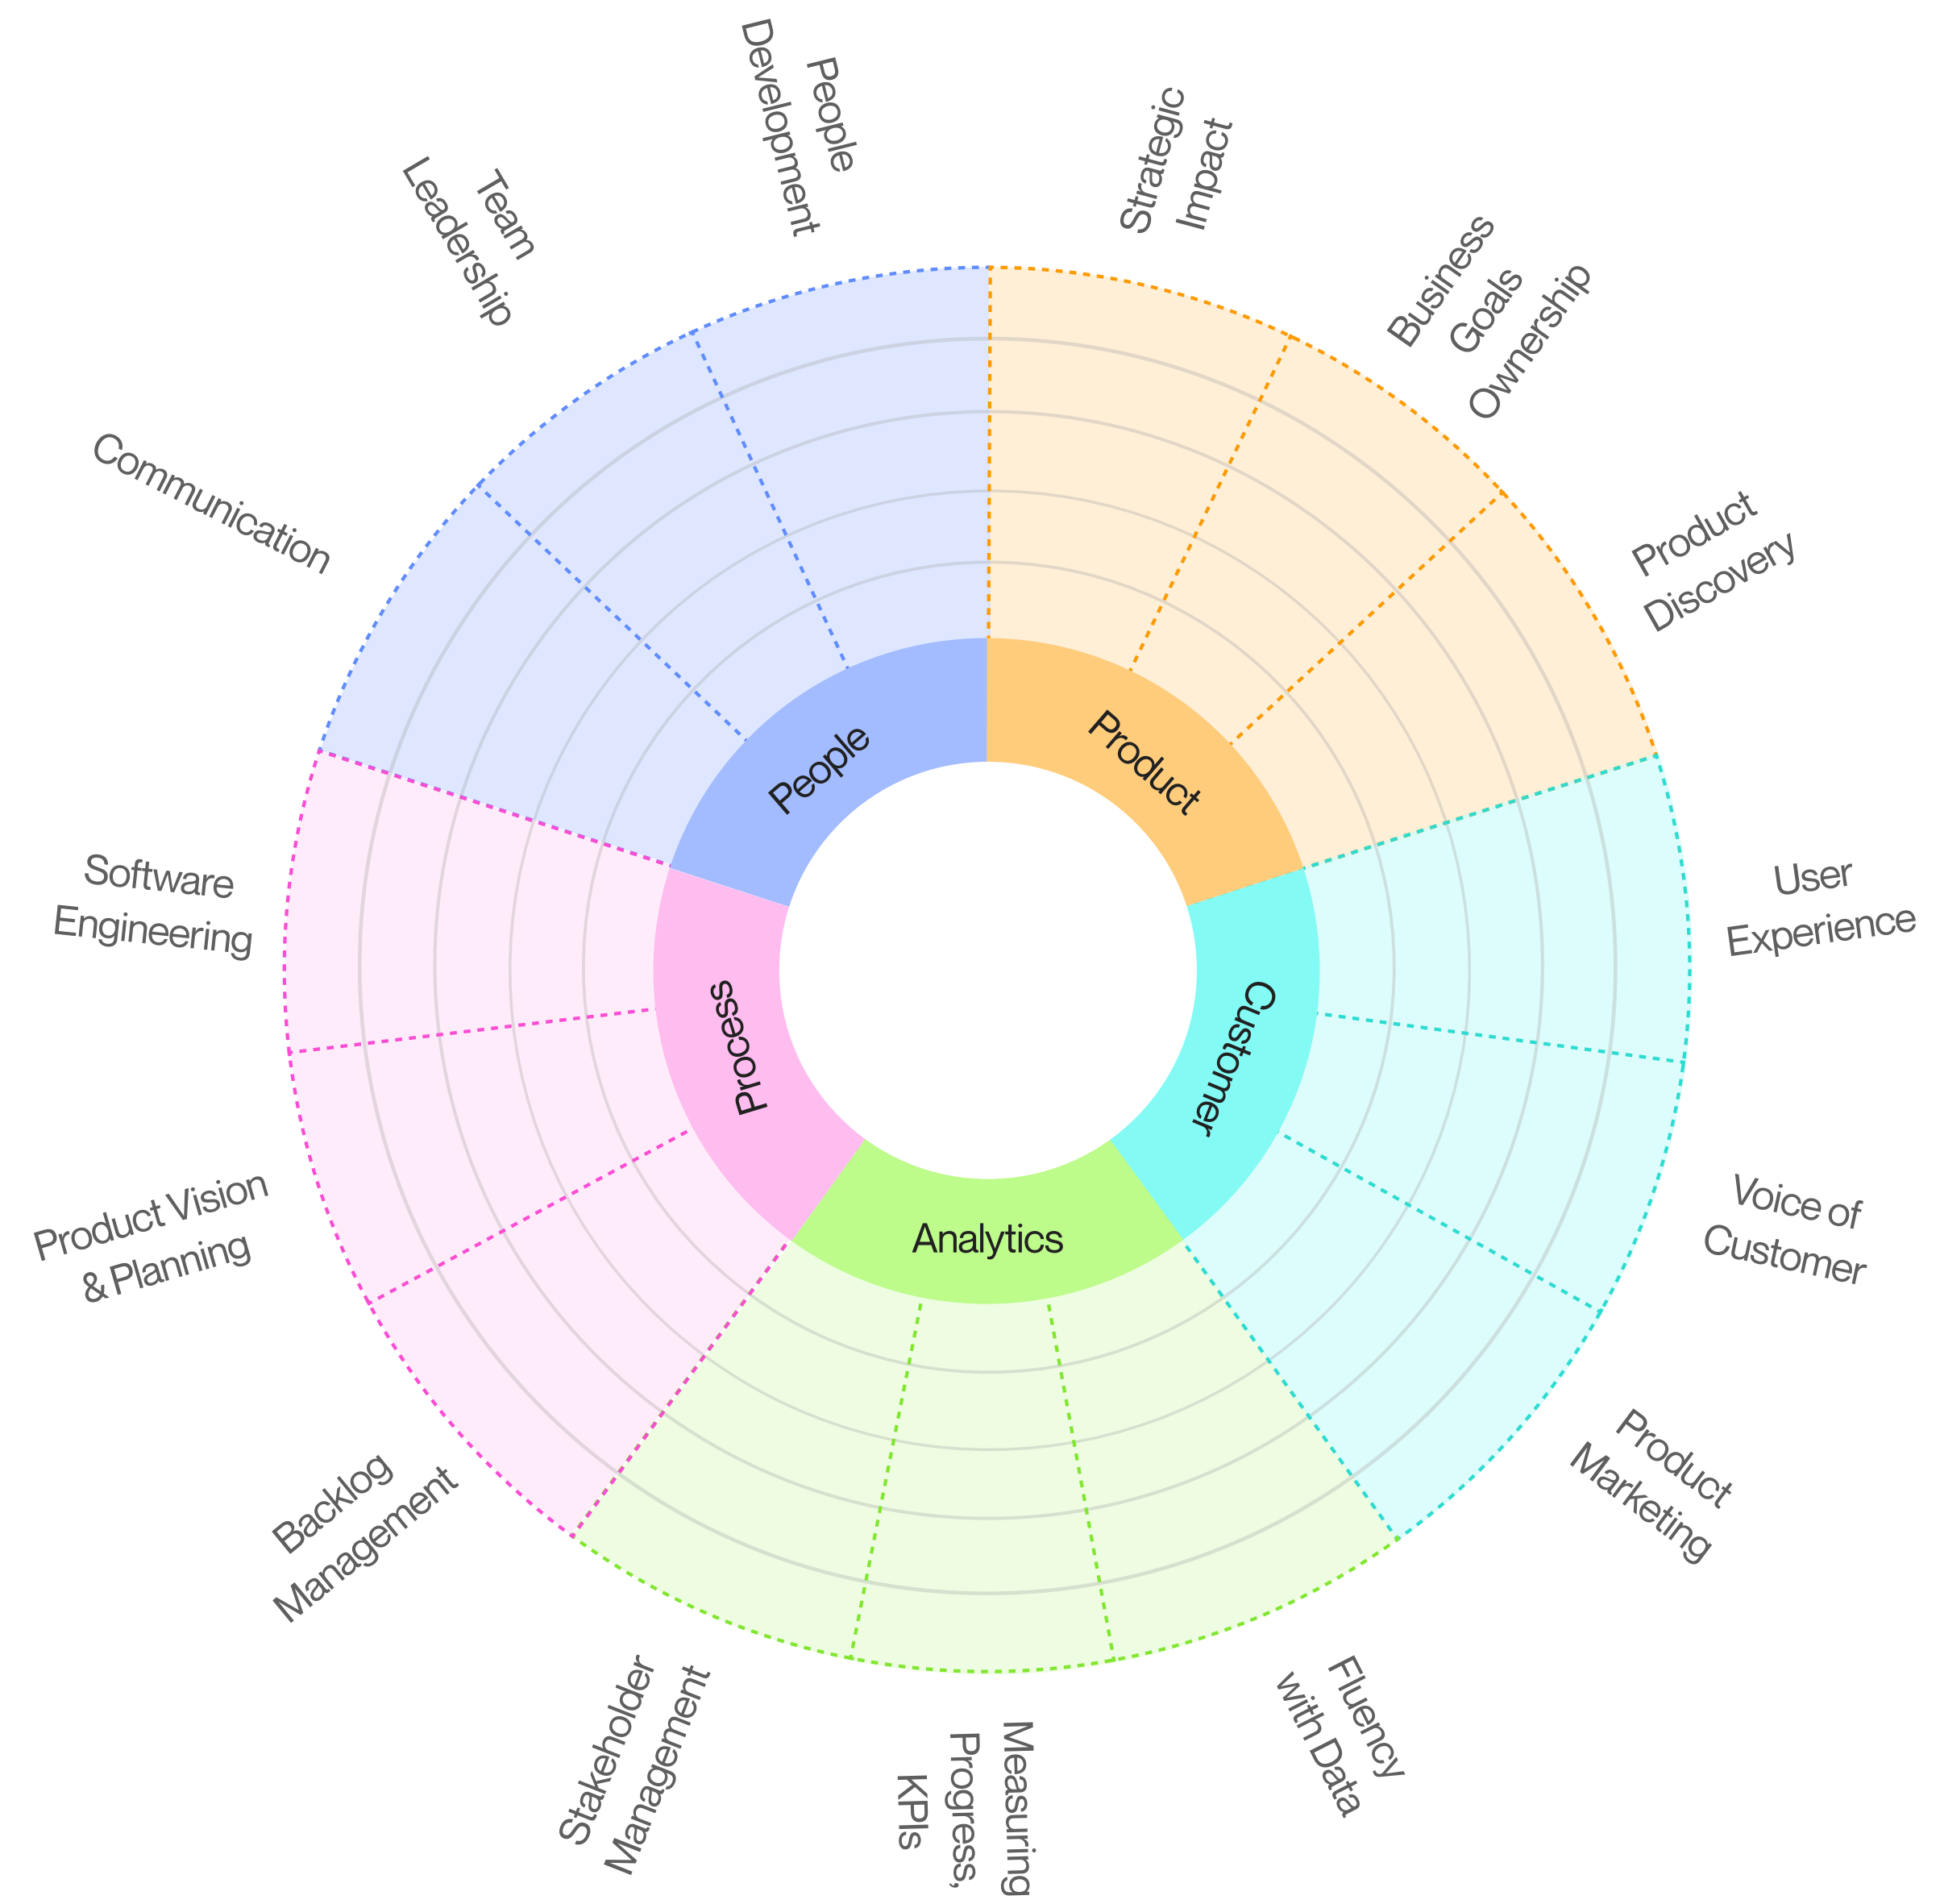 People
Development
Strategic
Impact
Business
Goals
Ownership
Product
Discovery
User
Experience
Voice of
Customer
Product
Marketing
Fluency
with Data
Measuring
Progress,
KPIs
Stakeholder
Management
Backlog
Management
Product Vision
& Planning
Software
Engineering
Communication
Team
Leadership
People
Product
Customer
Analytics
Process